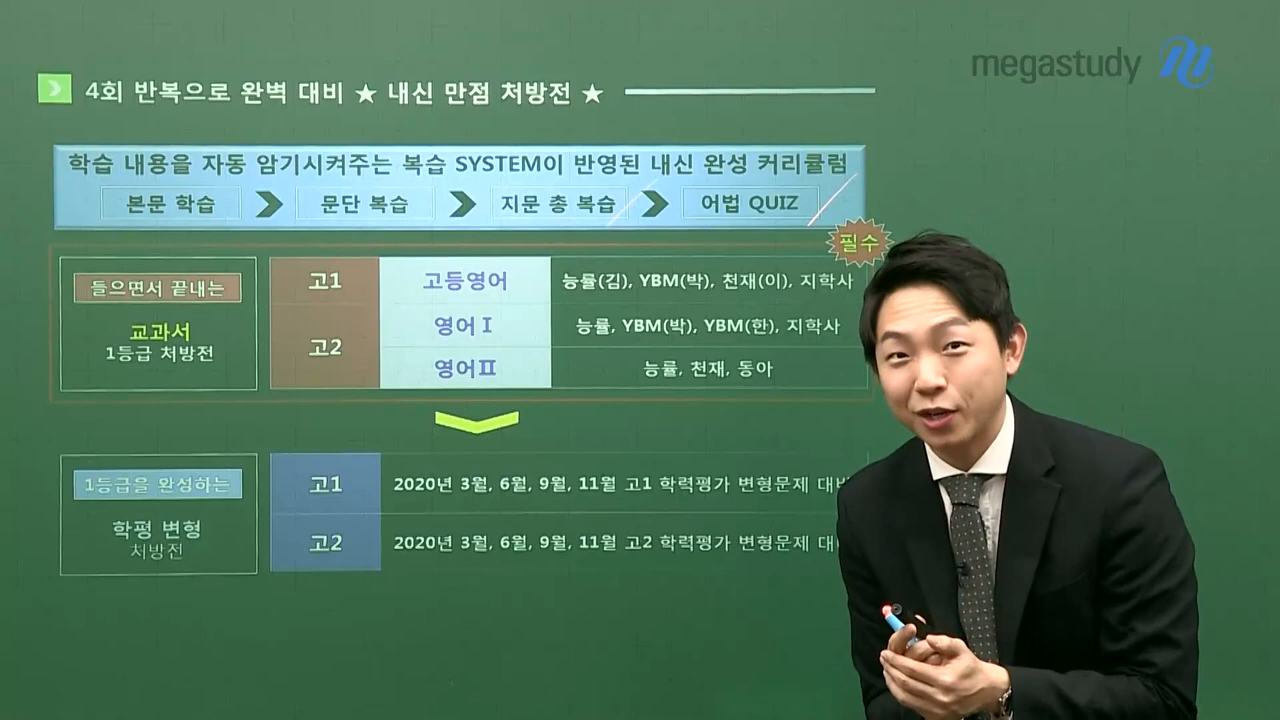 megastudy
4회 반복으로 완벽 대비 ★ 내신 만점 처방전 ★
학습 내용을 자동 암기시켜주는 복습 SYSTEM이 반영된 내신 완성 커리큘럼
본문 학습 문단 복습 지문 총 복습 어법 QUIZ
필수
들으면서 끝내는
교과서
1등급 처방전
고1 고등영어 능률(김), YBM(박), 천재(이), 지학사
고2 영어Ⅰ 능률, YBM(박), YBM(한), 지학사
영어Ⅱ 능률, 천재, 동아
1등급을 완성하는
학평 변형
처방전
고1 2020년 3월, 6월, 9월, 11월 고1 학력평가 변형문제
고2 2020년 3월, 6월, 9월, 11월 고2 학력평가 변형문제